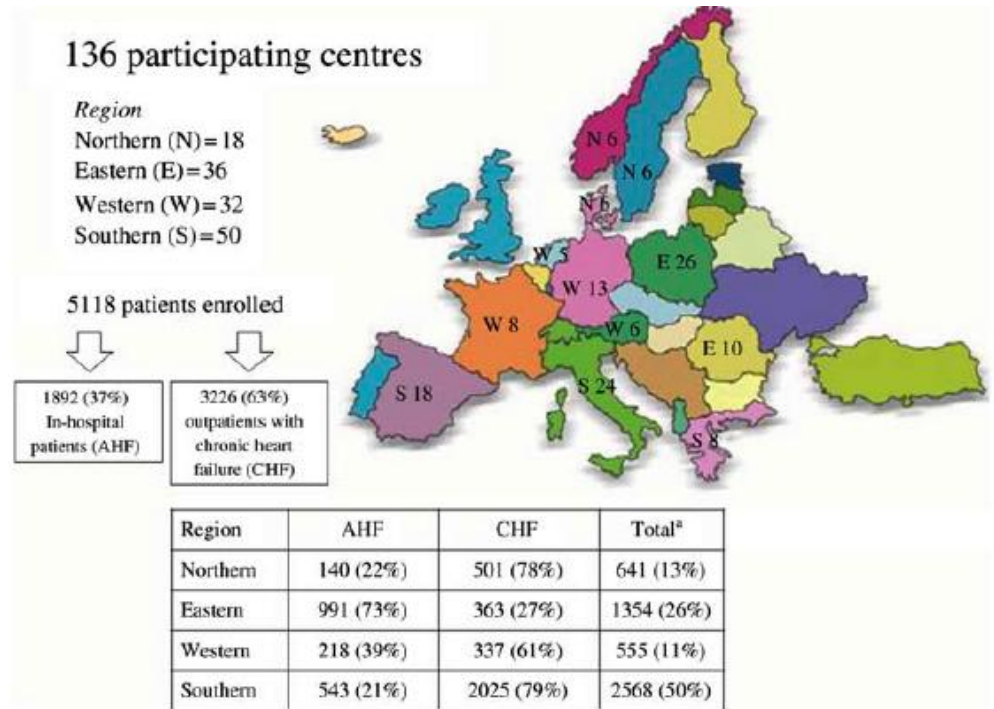 136 participating centres
Region
Northern (N)=18
Eastern (E)=36
Western (W)=32
Southern (S)=50
5118 patients enrolled
1892 (37%)
In-hospital
patients (AHF)
3226 (63%)
outpatients with
chronic heart
failure (CHF)
N 6
N 6
N 6
W 5
E 26
W 13
W 8
W 6
E 10
S 18
S 24
S 8
Region AHF CHF Totalª
Northern 140 (22%) 501 (78%) 641 (13%)
Eastern 991 (73%) 363 (27%) 1354 (26%)
Western 218 (39%) 337 (61%) 555 (11%)
Southern 543 (21%) 2025 (79%) 2568 (50%)